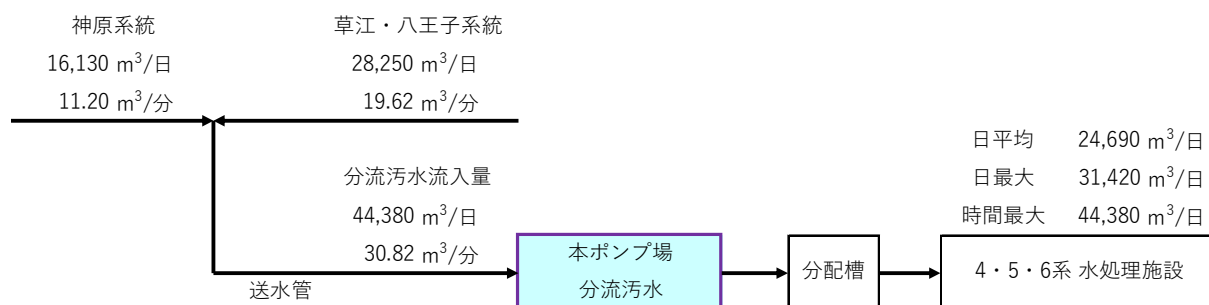 神原系統
16,130 m³/日
11.20 m³/分
草江・八王子系統
28,250 m³/日
19.62 m³/分
分流汚水流入量
44,380 m³/日
30.82 m³/分
送水管
本ポンプ場
分流汚水
分配槽
日平均 24,690 m³/日
日最大 31,420 m³/日
時間最大 44,380 m³/日
4・5・6系 水処理施設